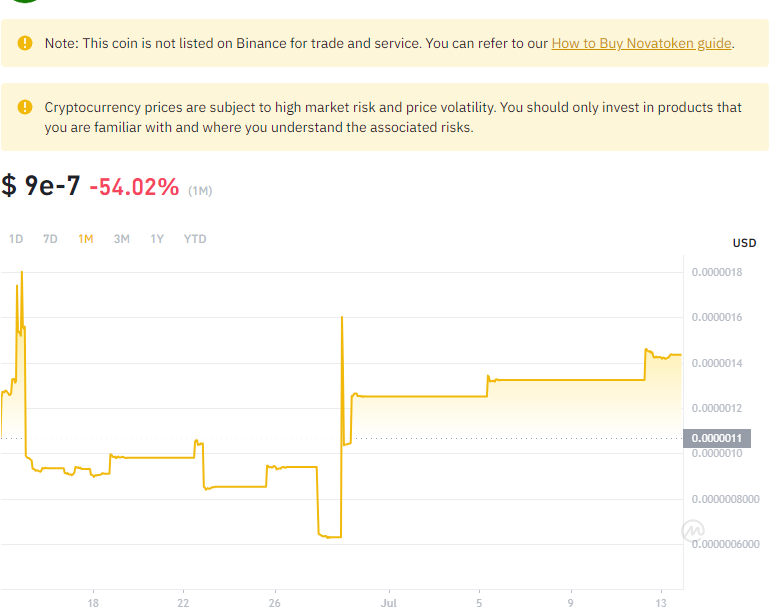 Note: This coin is not listed on Binance for trade and service. You can refer to our How to Buy Novatoken guide.
Cryptocurrency prices are subject to high market risk and price volatility. You should only invest in products that
you are familiar with and where you understand the associated risks.
$ 9e-7 -54.02% (1M)
1D 7D 1M 3M 1Y YTD
USD
0.0000018
0.0000016
0.0000014
0.0000012
0.0000011
0.0000010
0.0000008000
0.0000006000
18 22 26 Jul 5 9 13